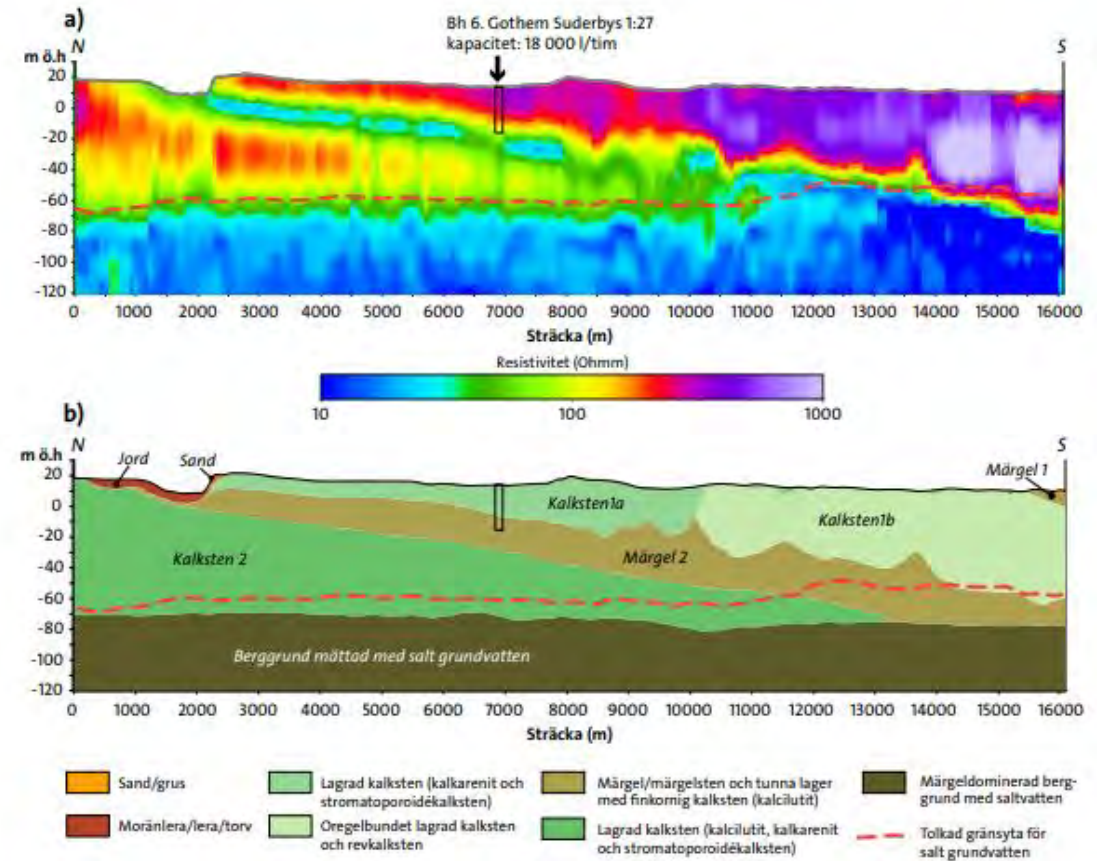 a)
Bh 6. Gothem Suderbys 1:27
kapacitet: 18 000 l/tim
m ö.h N S
20
0
-20
-40
-60
-80
-100
-120
0 1000 2000 3000 4000 5000 6000 7000 8000 9000 10000 11000 12000 13000 14000 15000 16000
Sträcka (m)
Resistivitet (Ohmm)
10 100 1000
b)
m ö.h N S
Jord Sand Märgel 1
20
0
-20
-40
-60
-80
-100
-120
Kalksten1a
Kalksten1b
Kalksten 2
Märgel 2
Berggrund mättad med salt grundvatten
0 1000 2000 3000 4000 5000 6000 7000 8000 9000 10000 11000 12000 13000 14000 15000 16000
Sträcka (m)
Sand/grus
Moränlera/lera/torv
Lagrad kalksten (kalkarenit och
stromatoporoidékalksten)
Oregelbundet lagrad kalksten
och revkalksten
Märgel/märgelsten och tunna lager
med finkornig kalksten (kalcilutit)
Lagrad kalksten (kalcilutit, kalkarenit
och stromatoporoidékalksten)
Märgeldominerad berg-
grund med saltvatten
Tolkad gränsyta för
salt grundvatten